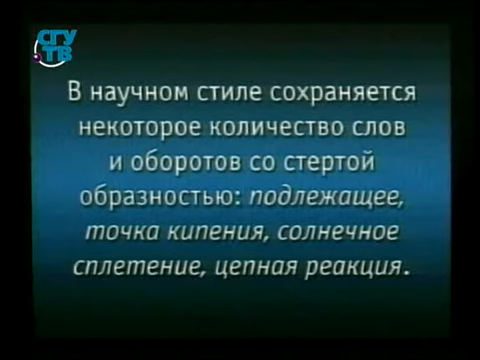 СГУ
ТВ
В научном стиле сохраняется
некоторое количество слов
и оборотов со стертой
образностью: подлежащее,
точка кипения, солнечное
сплетение, цепная реакция.